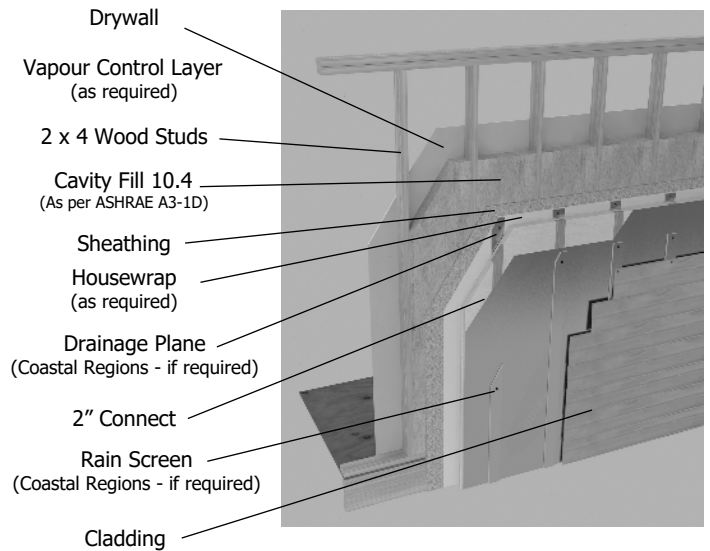 Drywall
Vapour Control Layer
(as required)
2 x 4 Wood Studs
Cavity Fill 10.4
(As per ASHRAE A3-1D)
Sheathing
Housewrap
(as required)
Drainage Plane
(Coastal Regions - if required)
2” Connect
Rain Screen
(Coastal Regions - if required)
Cladding